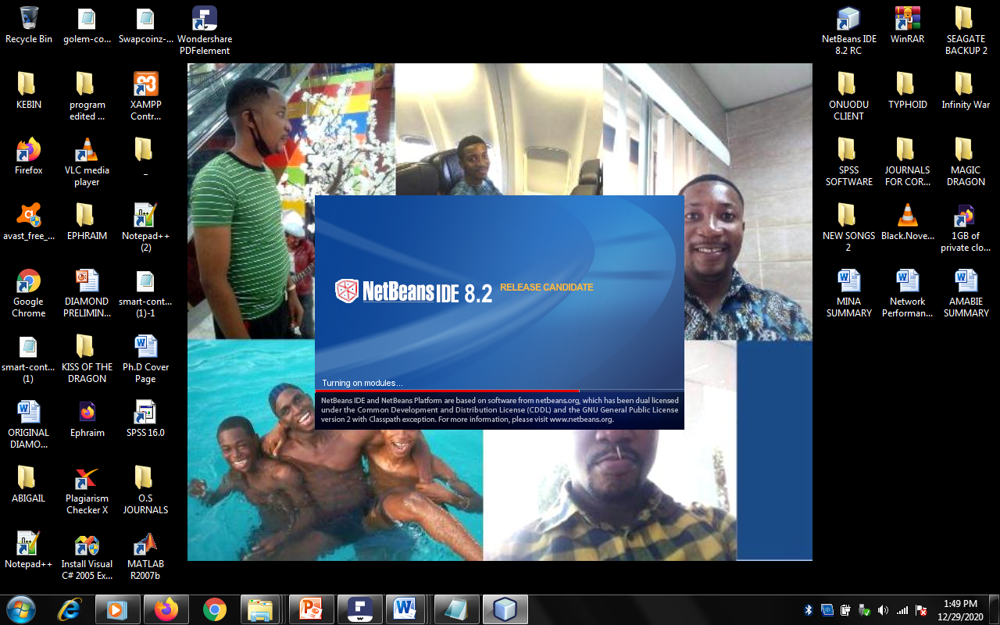 Recycle Bin
golem-co...
Swapcoinz-...
Wondershare
PDFelement
NetBeans IDE
8.2 RC
WinRAR
SEAGATE
BACKUP 2
KEBIN
program
edited ...
XAMPP
Contr...
ONUODU
CLIENT
TYPHOID
Infinity War
Firefox
VLC media
player
_
SPSS
SOFTWARE
JOURNALS
FOR COR...
MAGIC
DRAGON
avast_free_...
EPHRAIM
Notepad++
(2)
NEW SONGS
2
Black.Nove...
1GB of
private clo...
Google
Chrome
DIAMOND
PRELIMIN...
smart-cont...
(1)-1
MINA
SUMMARY
Network
Performan...
AMABIE
SUMMARY
NetBeans IDE 8.2 RELEASE CANDIDATE
Turning on modules...
NetBeans IDE and NetBeans Platform are based on software from netbeans.org, which has been dual licensed
under the Common Development and Distribution License (CDDL) and the GNU General Public License
version 2 with Classpath exception. For more information, please visit www.netbeans.org.
smart-cont...
(1)
KISS OF THE
DRAGON
Ph.D Cover
Page
ORIGINAL
DIAMO...
Ephraim
SPSS 16.0
ABIGAIL
Plagiarism
Checker X
O.S
JOURNALS
Notepad++
Install Visual
C# 2005 Ex...
MATLAB
R2007b
1:49 PM
12/29/2020